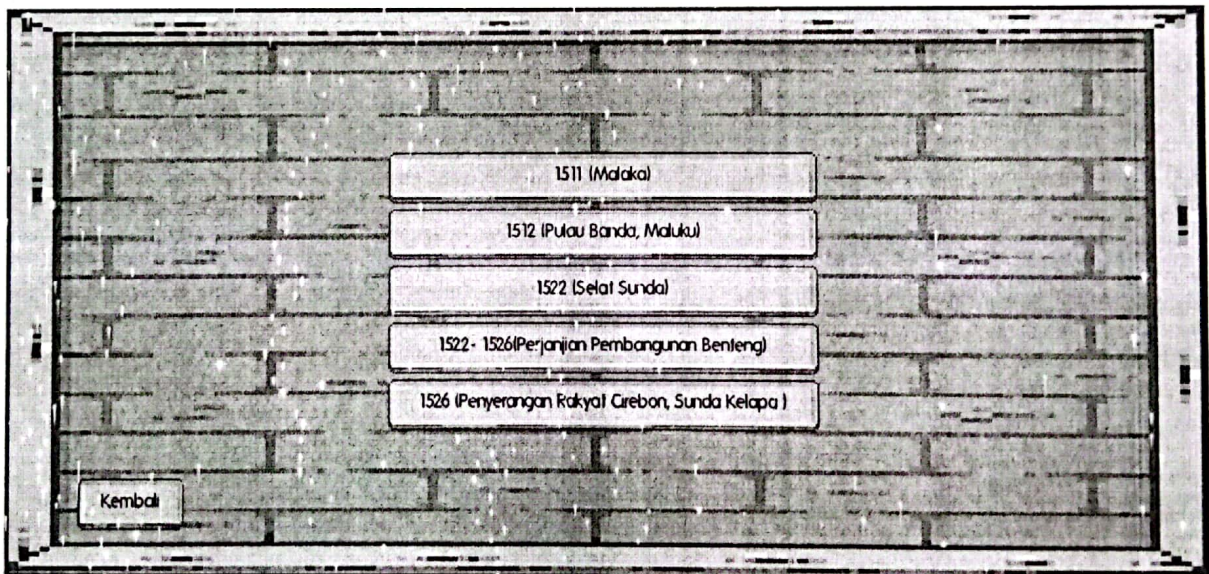 1511 (Malaka)
1512 (Pulau Banda, Maluku)
1522 (Selat Sunda)
1522- 1526(Perjanjian Pembangunan Benteng)
1526 (Penyerangan Rakyat Cirebon, Sunda Kelapa )
Kembali